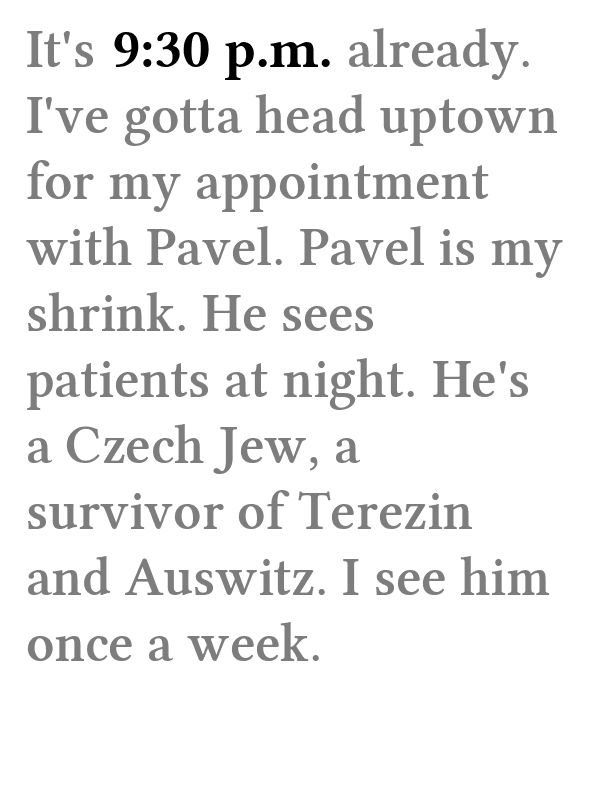 It's 9:30 p.m. already.
I've gotta head uptown
for my appointment
with Pavel. Pavel is my
shrink. He sees
patients at night. He's
a Czech Jew, a
survivor of Terezin
and Auswitz. I see him
once a week.